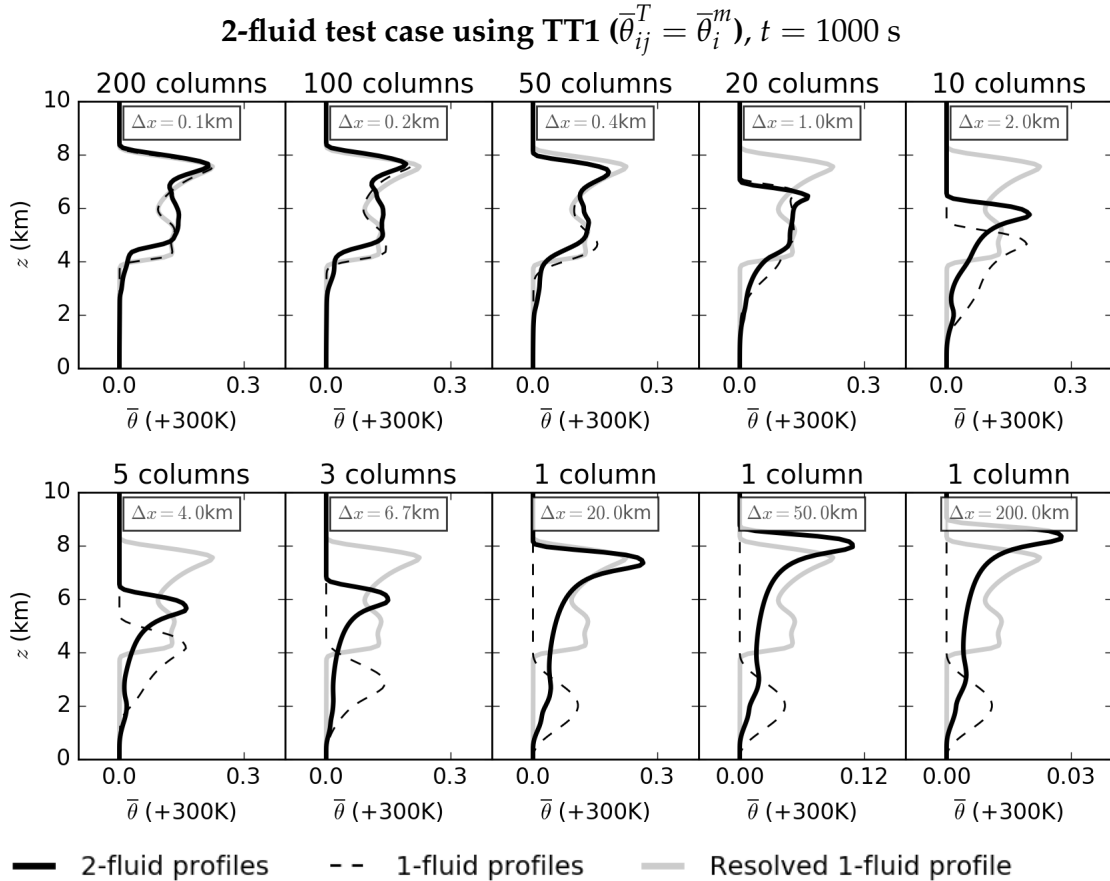 2-fluid test case using TT1 (θ̅ᵀᵢⱼ = θ̅ᵐᵢ), t = 1000 s
200 columns 100 columns 50 columns 20 columns 10 columns
Δx = 0.1km Δx = 0.2km Δx = 0.4km Δx = 1.0km Δx = 2.0km
10
8
6
4
2
0
z (km)
0.0 0.3 0.0 0.3 0.0 0.3 0.0 0.3 0.0 0.3
θ̅ (+300K) θ̅ (+300K) θ̅ (+300K) θ̅ (+300K) θ̅ (+300K)
5 columns 3 columns 1 column 1 column 1 column
Δx = 4.0km Δx = 6.7km Δx = 20.0km Δx = 50.0km Δx = 200.0km
10
8
6
4
2
0
z (km)
0.0 0.3 0.0 0.3 0.0 0.3 0.00 0.12 0.00 0.03
θ̅ (+300K) θ̅ (+300K) θ̅ (+300K) θ̅ (+300K) θ̅ (+300K)
2-fluid profiles 1-fluid profiles Resolved 1-fluid profile